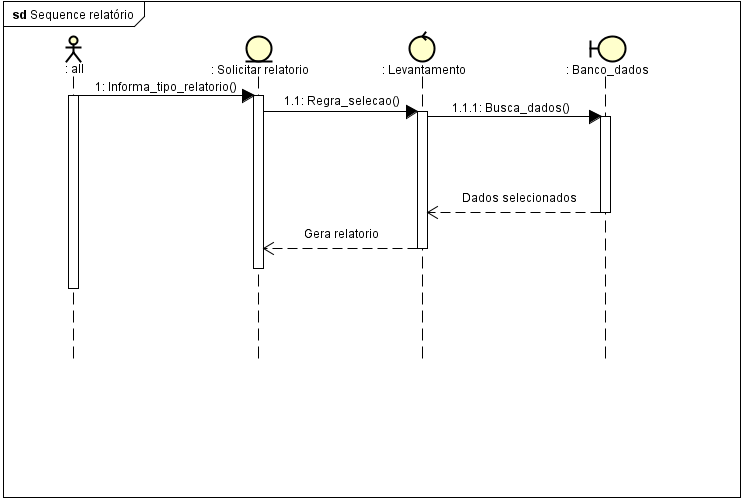 sd Sequence relatório
: all
: Solicitar relatorio
: Levantamento
: Banco_dados
1: Informa_tipo_relatorio()
1.1: Regra_selecao()
1.1.1: Busca_dados()
Dados selecionados
Gera relatorio